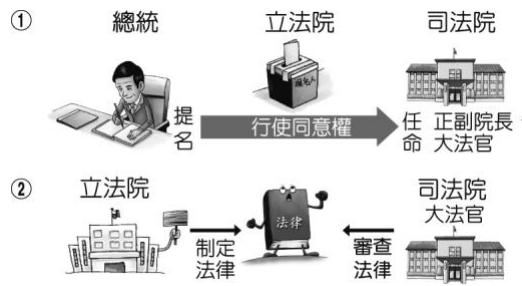 ① 總統 立法院 司法院
提名
行使同意權
任命 正副院長 大法官
② 立法院 司法院
大法官
法律
制定法律
審查法律